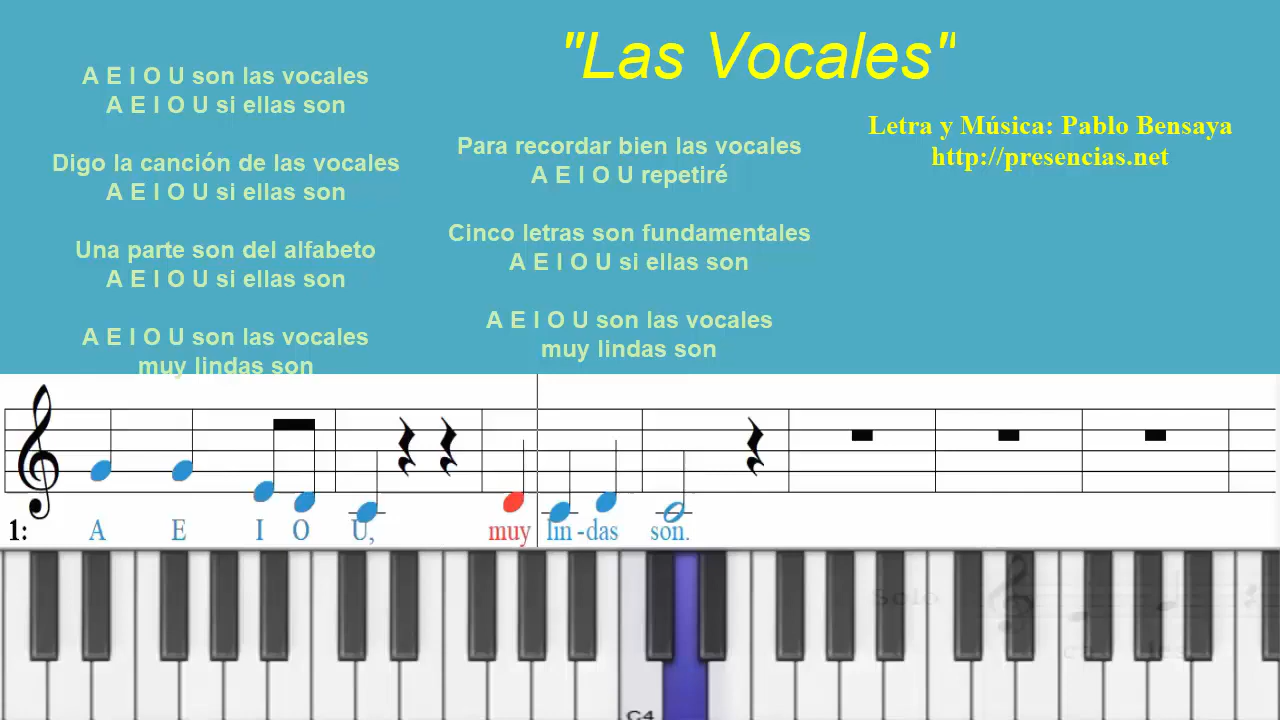 "Las Vocales"
Letra y Música: Pablo Bensaya
http://presencias.net
A E I O U son las vocales
A E I O U si ellas son
Digo la canción de las vocales
A E I O U si ellas son
Una parte son del alfabeto
A E I O U si ellas son
A E I O U son las vocales
muy lindas son
Para recordar bien las vocales
A E I O U repetiré
Cinco letras son fundamentales
A E I O U si ellas son
A E I O U son las vocales
muy lindas son
1: A E I O U, muy lin-das son.
Solo
C4